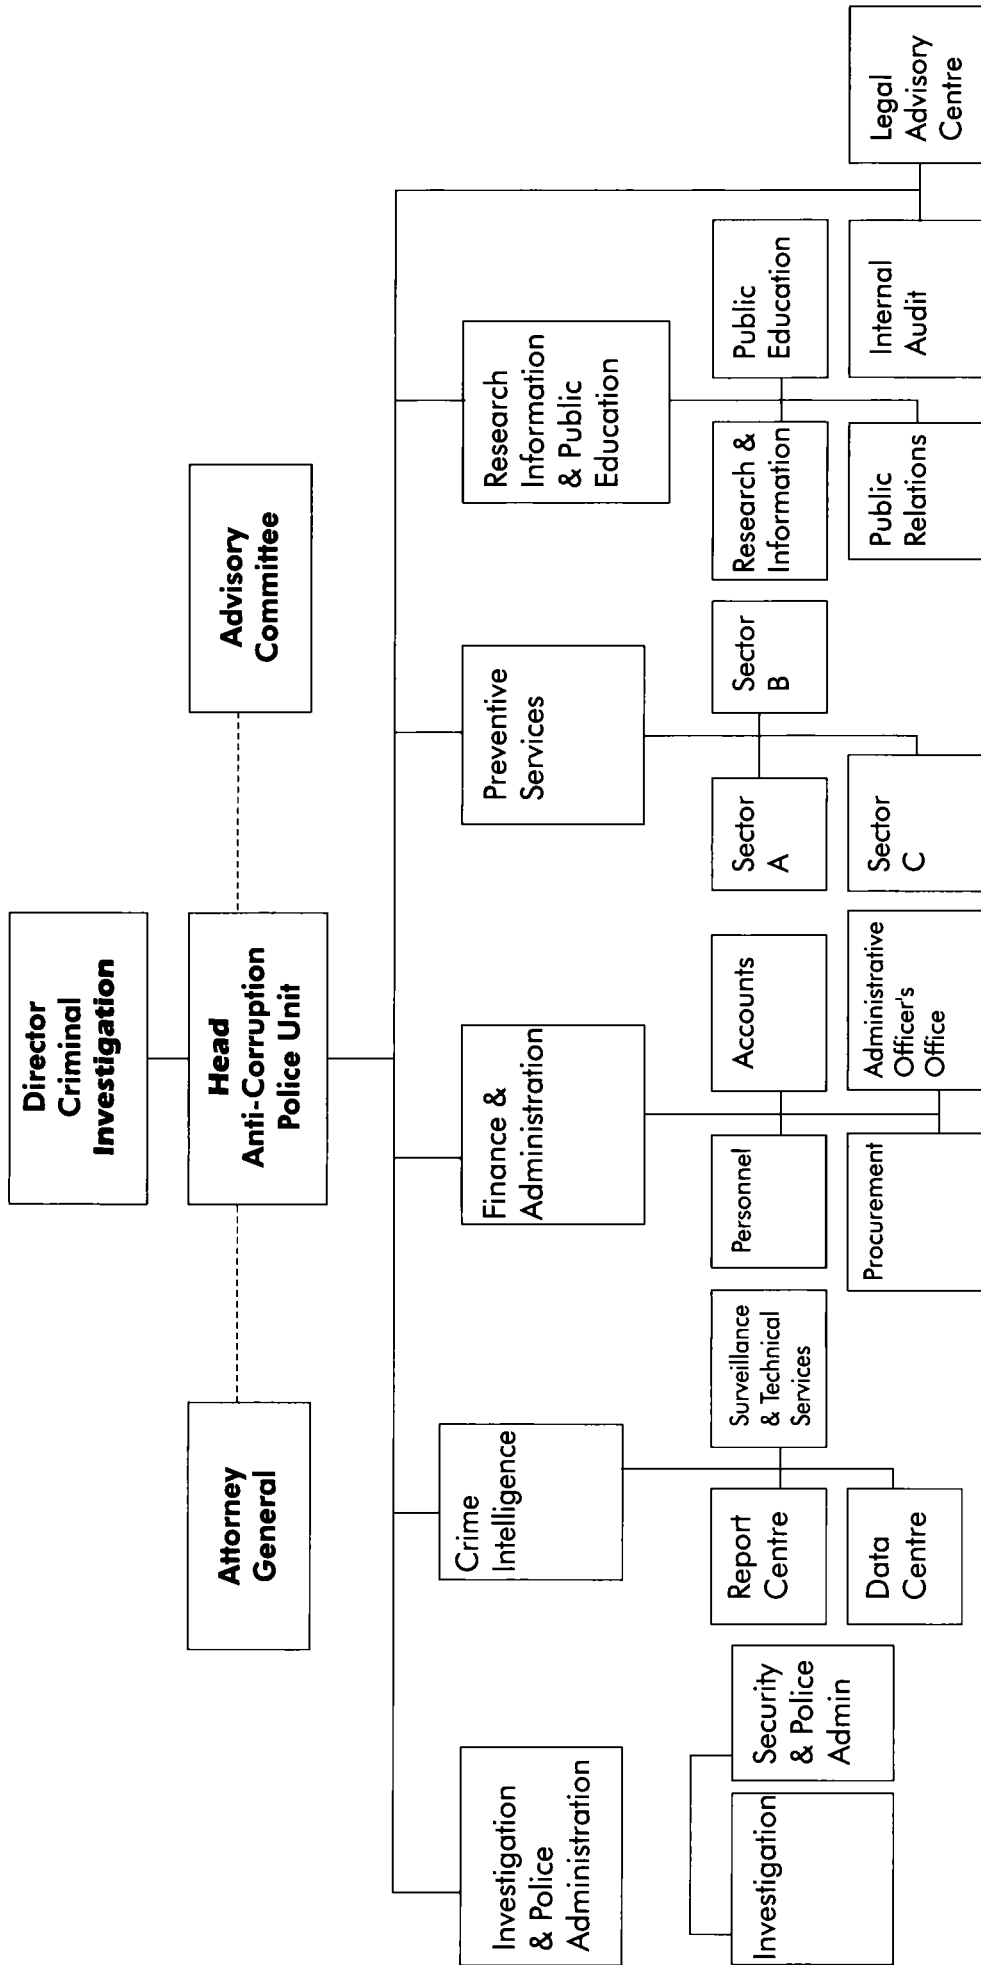 Director
Criminal
Investigation
Attorney
General
Head
Anti-Corruption
Police Unit
Advisory
Committee
Investigation
& Police
Administration
Crime
Intelligence
Finance &
Administration
Preventive
Services
Research
Information
& Public
Education
Investigation
Security
& Police
Admin
Report
Centre
Surveillance
& Technical
Services
Data
Centre
Personnel
Accounts
Procurement
Administrative
Officer's
Office
Sector
A
Sector
B
Sector
C
Research &
Information
Public
Education
Public
Relations
Internal
Audit
Legal
Advisory
Centre